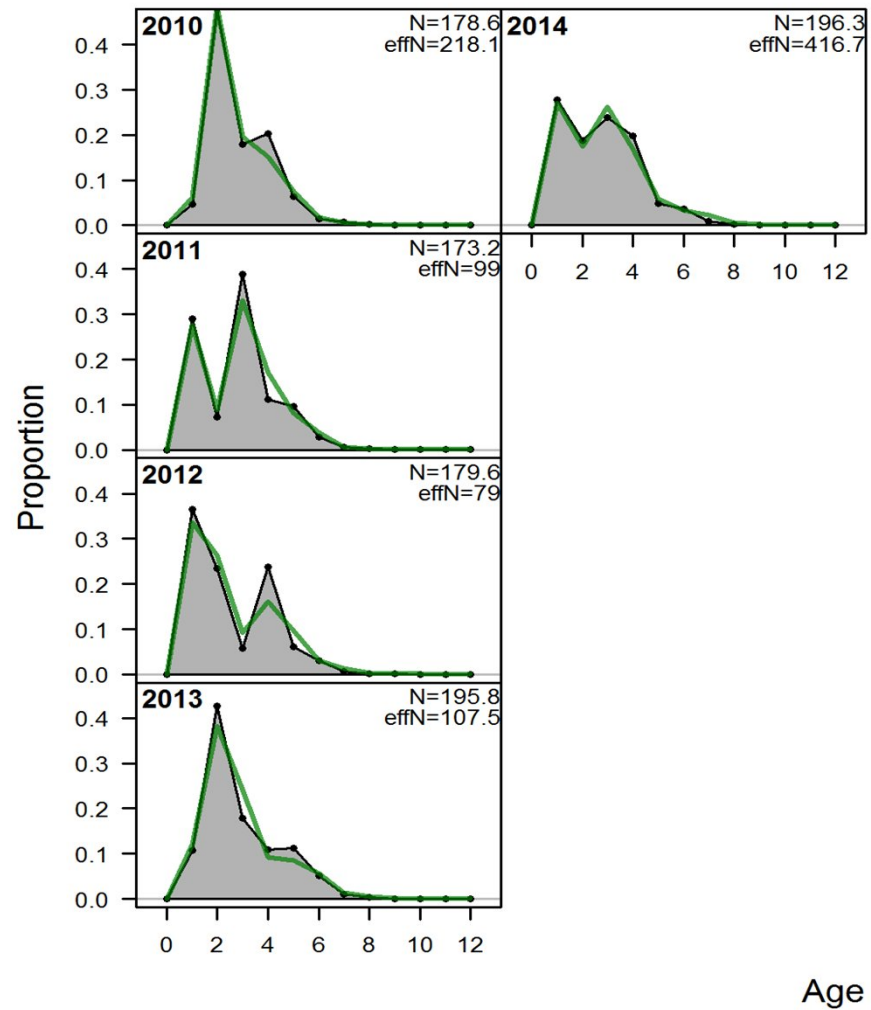 2010
N=178.6
effN=218.1
0.4
0.3
0.2
0.1
0.0
2014
N=196.3
effN=416.7
0 2 4 6 8 10 12
2011
N=173.2
effN=99
0.4
0.3
0.2
0.1
0.0
2012
N=179.6
effN=79
0.4
0.3
0.2
0.1
0.0
2013
N=195.8
effN=107.5
0.4
0.3
0.2
0.1
0.0
0 2 4 6 8 10 12
Proportion
Age